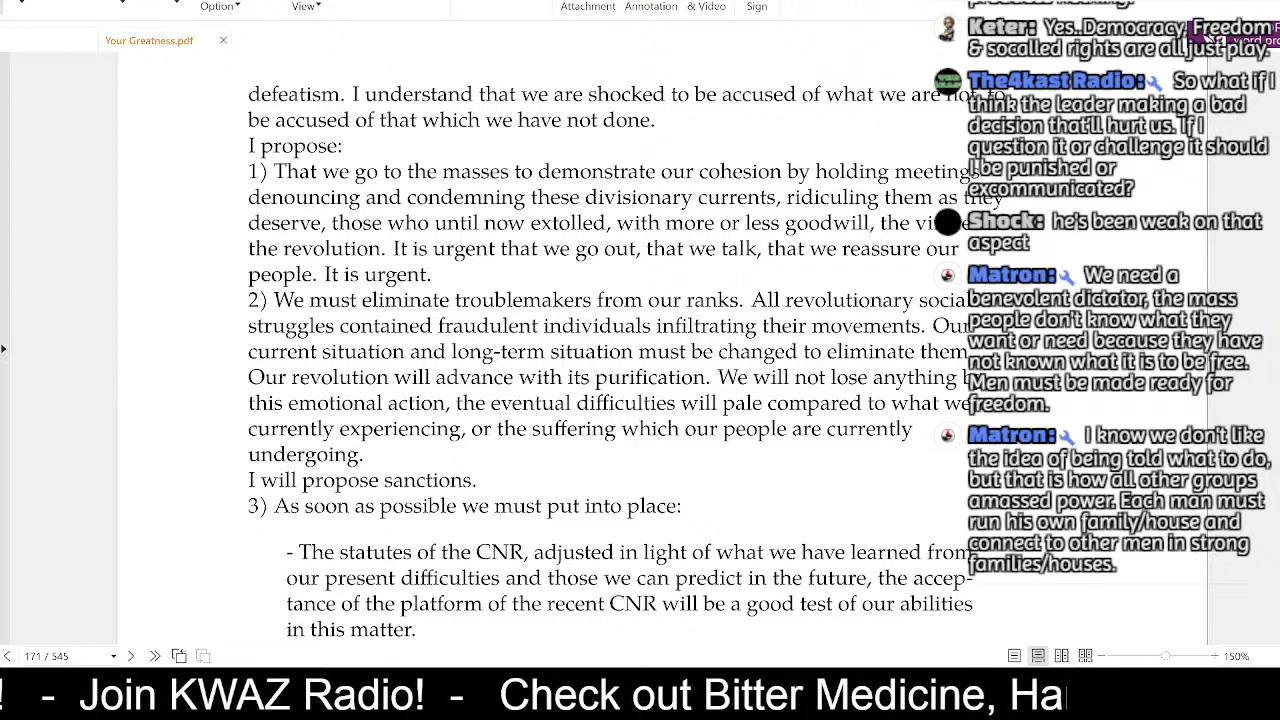 Option
View
Attachment
Annotation
& Video
Sign
Your Greatness.pdf
defeatism. I understand that we are shocked to be accused of what we are not, to
be accused of that which we have not done.
I propose:
1) That we go to the masses to demonstrate our cohesion by holding meetings
denouncing and condemning these divisionary currents, ridiculing them as they
deserve, those who until now extolled, with more or less goodwill, the
the revolution. It is urgent that we go out, that we talk, that we reassure our
people. It is urgent.
2) We must eliminate troublemakers from our ranks. All revolutionary social
struggles contained fraudulent individuals infiltrating their movements. Our
current situation and long-term situation must be changed to eliminate them.
Our revolution will advance with its purification. We will not lose anything
this emotional action, the eventual difficulties will pale compared to what we
currently experiencing, or the suffering which our people are currently
undergoing.
I will propose sanctions.
3) As soon as possible we must put into place:
- The statutes of the CNR, adjusted in light of what we have learned from
our present difficulties and those we can predict in the future, the accep-
tance of the platform of the recent CNR will be a good test of our abilities
in this matter.
Keter: Yes..Democracy, Freedom
& socalled rights are all just play.
The4kast Radio: So what if I
think the leader making a bad
decision that'll hurt us. If I
question it or challenge it should
I be punished or
excommunicated?
Shock: he's been weak on that
aspect
Matron: We need a
benevolent dictator, the mass
people don't know what they
want or need because they have
not known what it is to be free.
Men must be made ready for
freedom.
Matron: I know we don't like
the idea of being told what to do,
but that is how all other groups
amassed power. Each man must
run his own family/house and
connect to other men in strong
families/houses.
171 / 545
150%
! - Join KWAZ Radio! - Check out Bitter Medicine, Ha